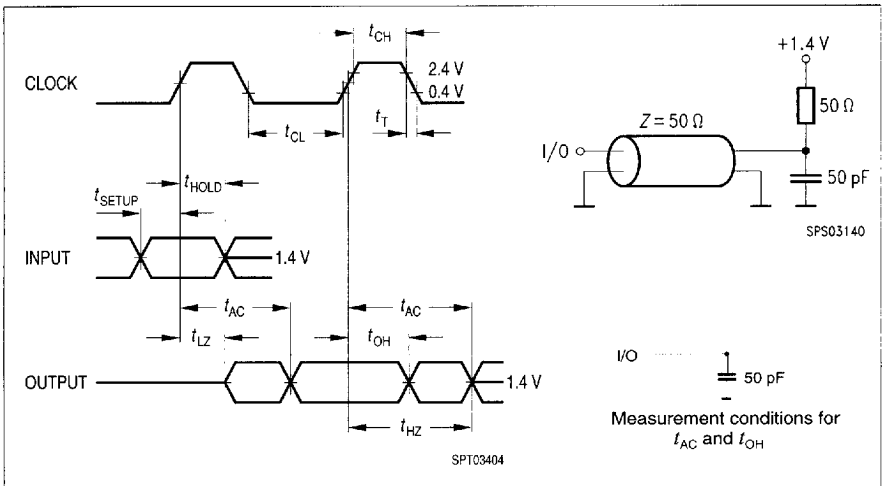 CLOCK
t_CH
2.4 V
0.4 V
t_CL
t_T
t_HOLD
t_SETUP
INPUT
1.4 V
t_AC
t_AC
t_LZ
t_OH
OUTPUT
1.4 V
t_HZ
SPT03404
+1.4 V
50 Ω
Z = 50 Ω
I/O
50 pF
SPS03140
I/O
50 pF
Measurement conditions for
t_AC and t_OH